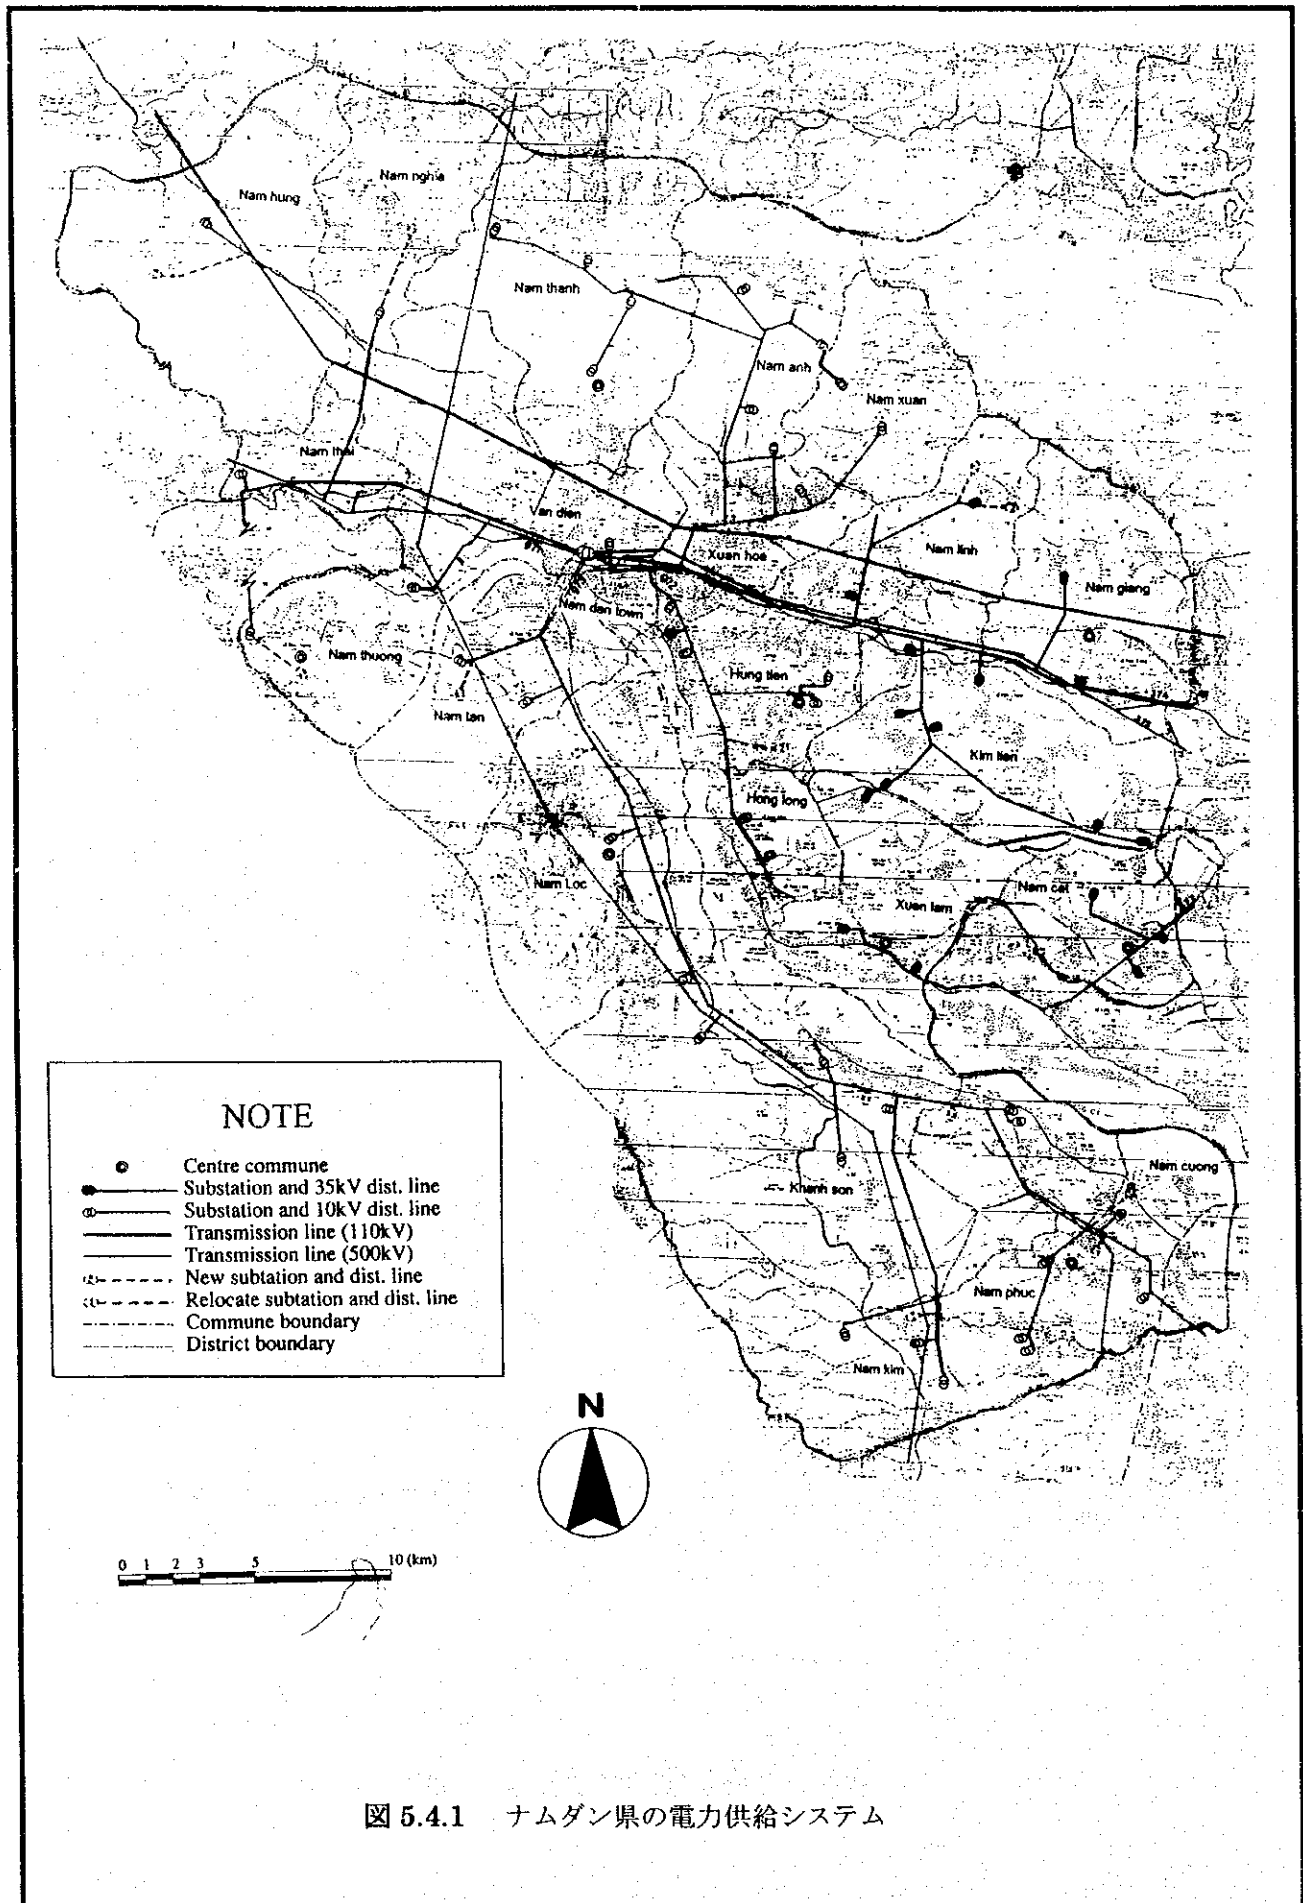 Nam nghia
Nam hung
Nam thanh
Nam anh
Nam xuan
Nam thai
Van dien
Xuan hoa
Nam linh
Nam giang
Nam dan town
Nam thuong
Hung tien
Nam tan
Kim lien
Hong long
Nam Loc
Nam cat
Xuan lam
Nam cuong
Khanh son
Nam phuc
Nam kim
NOTE
Centre commune
Substation and 35kV dist. line
Substation and 10kV dist. line
Transmission line (110kV)
Transmission line (500kV)
New subtation and dist. line
Relocate subtation and dist. line
Commune boundary
District boundary
N
0 1 2 3 5 10 (km)
図 5.4.1 ナムダン県の電力供給システム